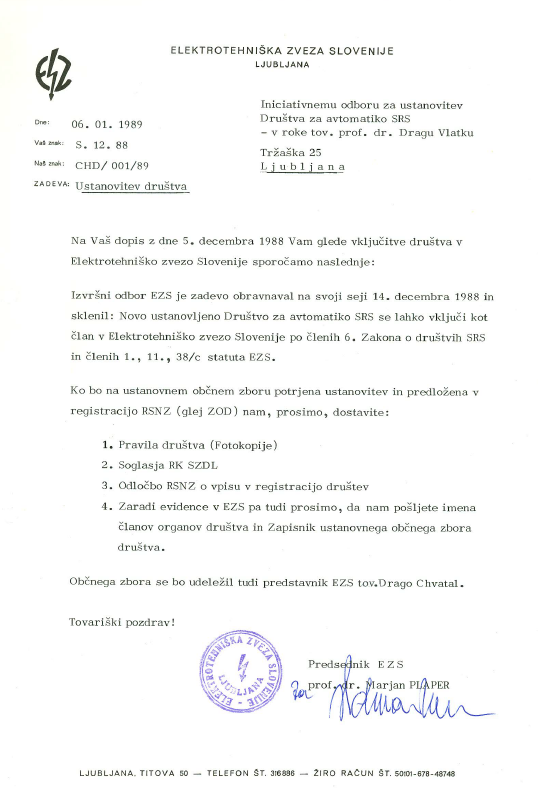 ELEKTROTEHNIŠKA ZVEZA SLOVENIJE
LJUBLJANA
EZS
Dne: 06. 01. 1989
Vaš znak: S. 12. 88
Naš znak: CHD/ 001/89
ZADEVA: Ustanovitev društva
Iniciativnemu odboru za ustanovitev
Društva za avtomatiko SRS
– v roke tov. prof. dr. Dragu Vlatku
Tržaška 25
Ljubljana
Na Vaš dopis z dne 5. decembra 1988 Vam glede vključitve društva v
Elektrotehniško zvezo Slovenije sporočamo naslednje:
Izvršni odbor EZS je zadevo obravnaval na svoji seji 14. decembra 1988 in
sklenil: Novo ustanovljeno Društvo za avtomatiko SRS se lahko vključi kot
član v Elektrotehniško zvezo Slovenije po členih 6. Zakona o društvih SRS
in členih 1., 11., 38/c statuta EZS.
Ko bo na ustanovnem občnem zboru potrjena ustanovitev in predložena v
registracijo RSNZ (glej ZOD) nam, prosimo, dostavite:
1. Pravila društva (Fotokopije)
2. Soglasja RK SZDL
3. Odločbo RSNZ o vpisu v registracijo društev
4. Zaradi evidence v EZS pa tudi prosimo, da nam pošljete imena
članov organov društva in Zapisnik ustanovnega občnega zbora
društva.
Občnega zbora se bo udeležil tudi predstavnik EZS tov.Drago Chvatal.
Tovariški pozdrav!
ELEKTROTEHNIŠKA ZVEZA SLOVENIJE
LJUBLJANA
Predsednik EZS
za prof. dr. Marjan PLAPER
LJUBLJANA, TITOVA 50 — TELEFON ŠT. 316886 — ŽIRO RAČUN ŠT. 50101-678-48748